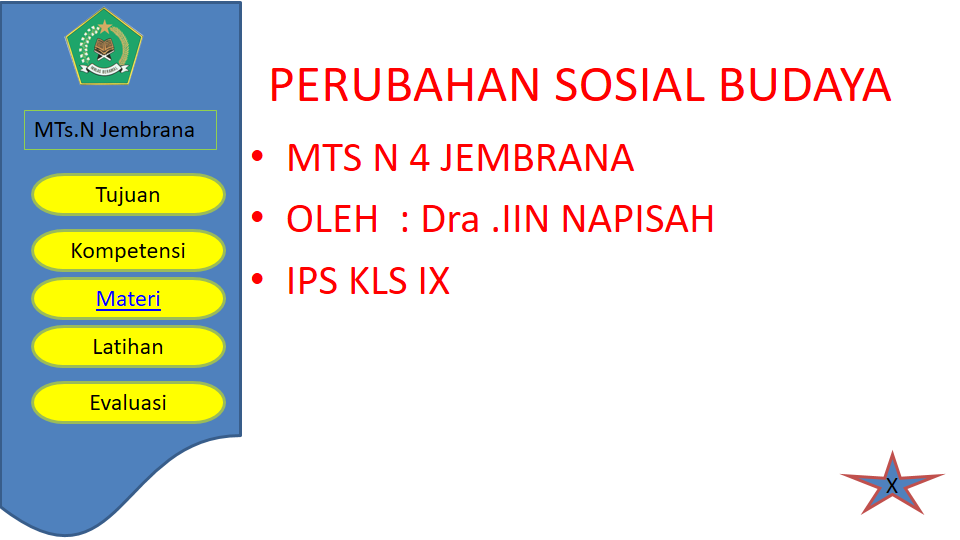 MTs.N Jembrana
Tujuan
Kompetensi
Materi
Latihan
Evaluasi
PERUBAHAN SOSIAL BUDAYA
• MTS N 4 JEMBRANA
• OLEH : Dra .IIN NAPISAH
• IPS KLS IX
X